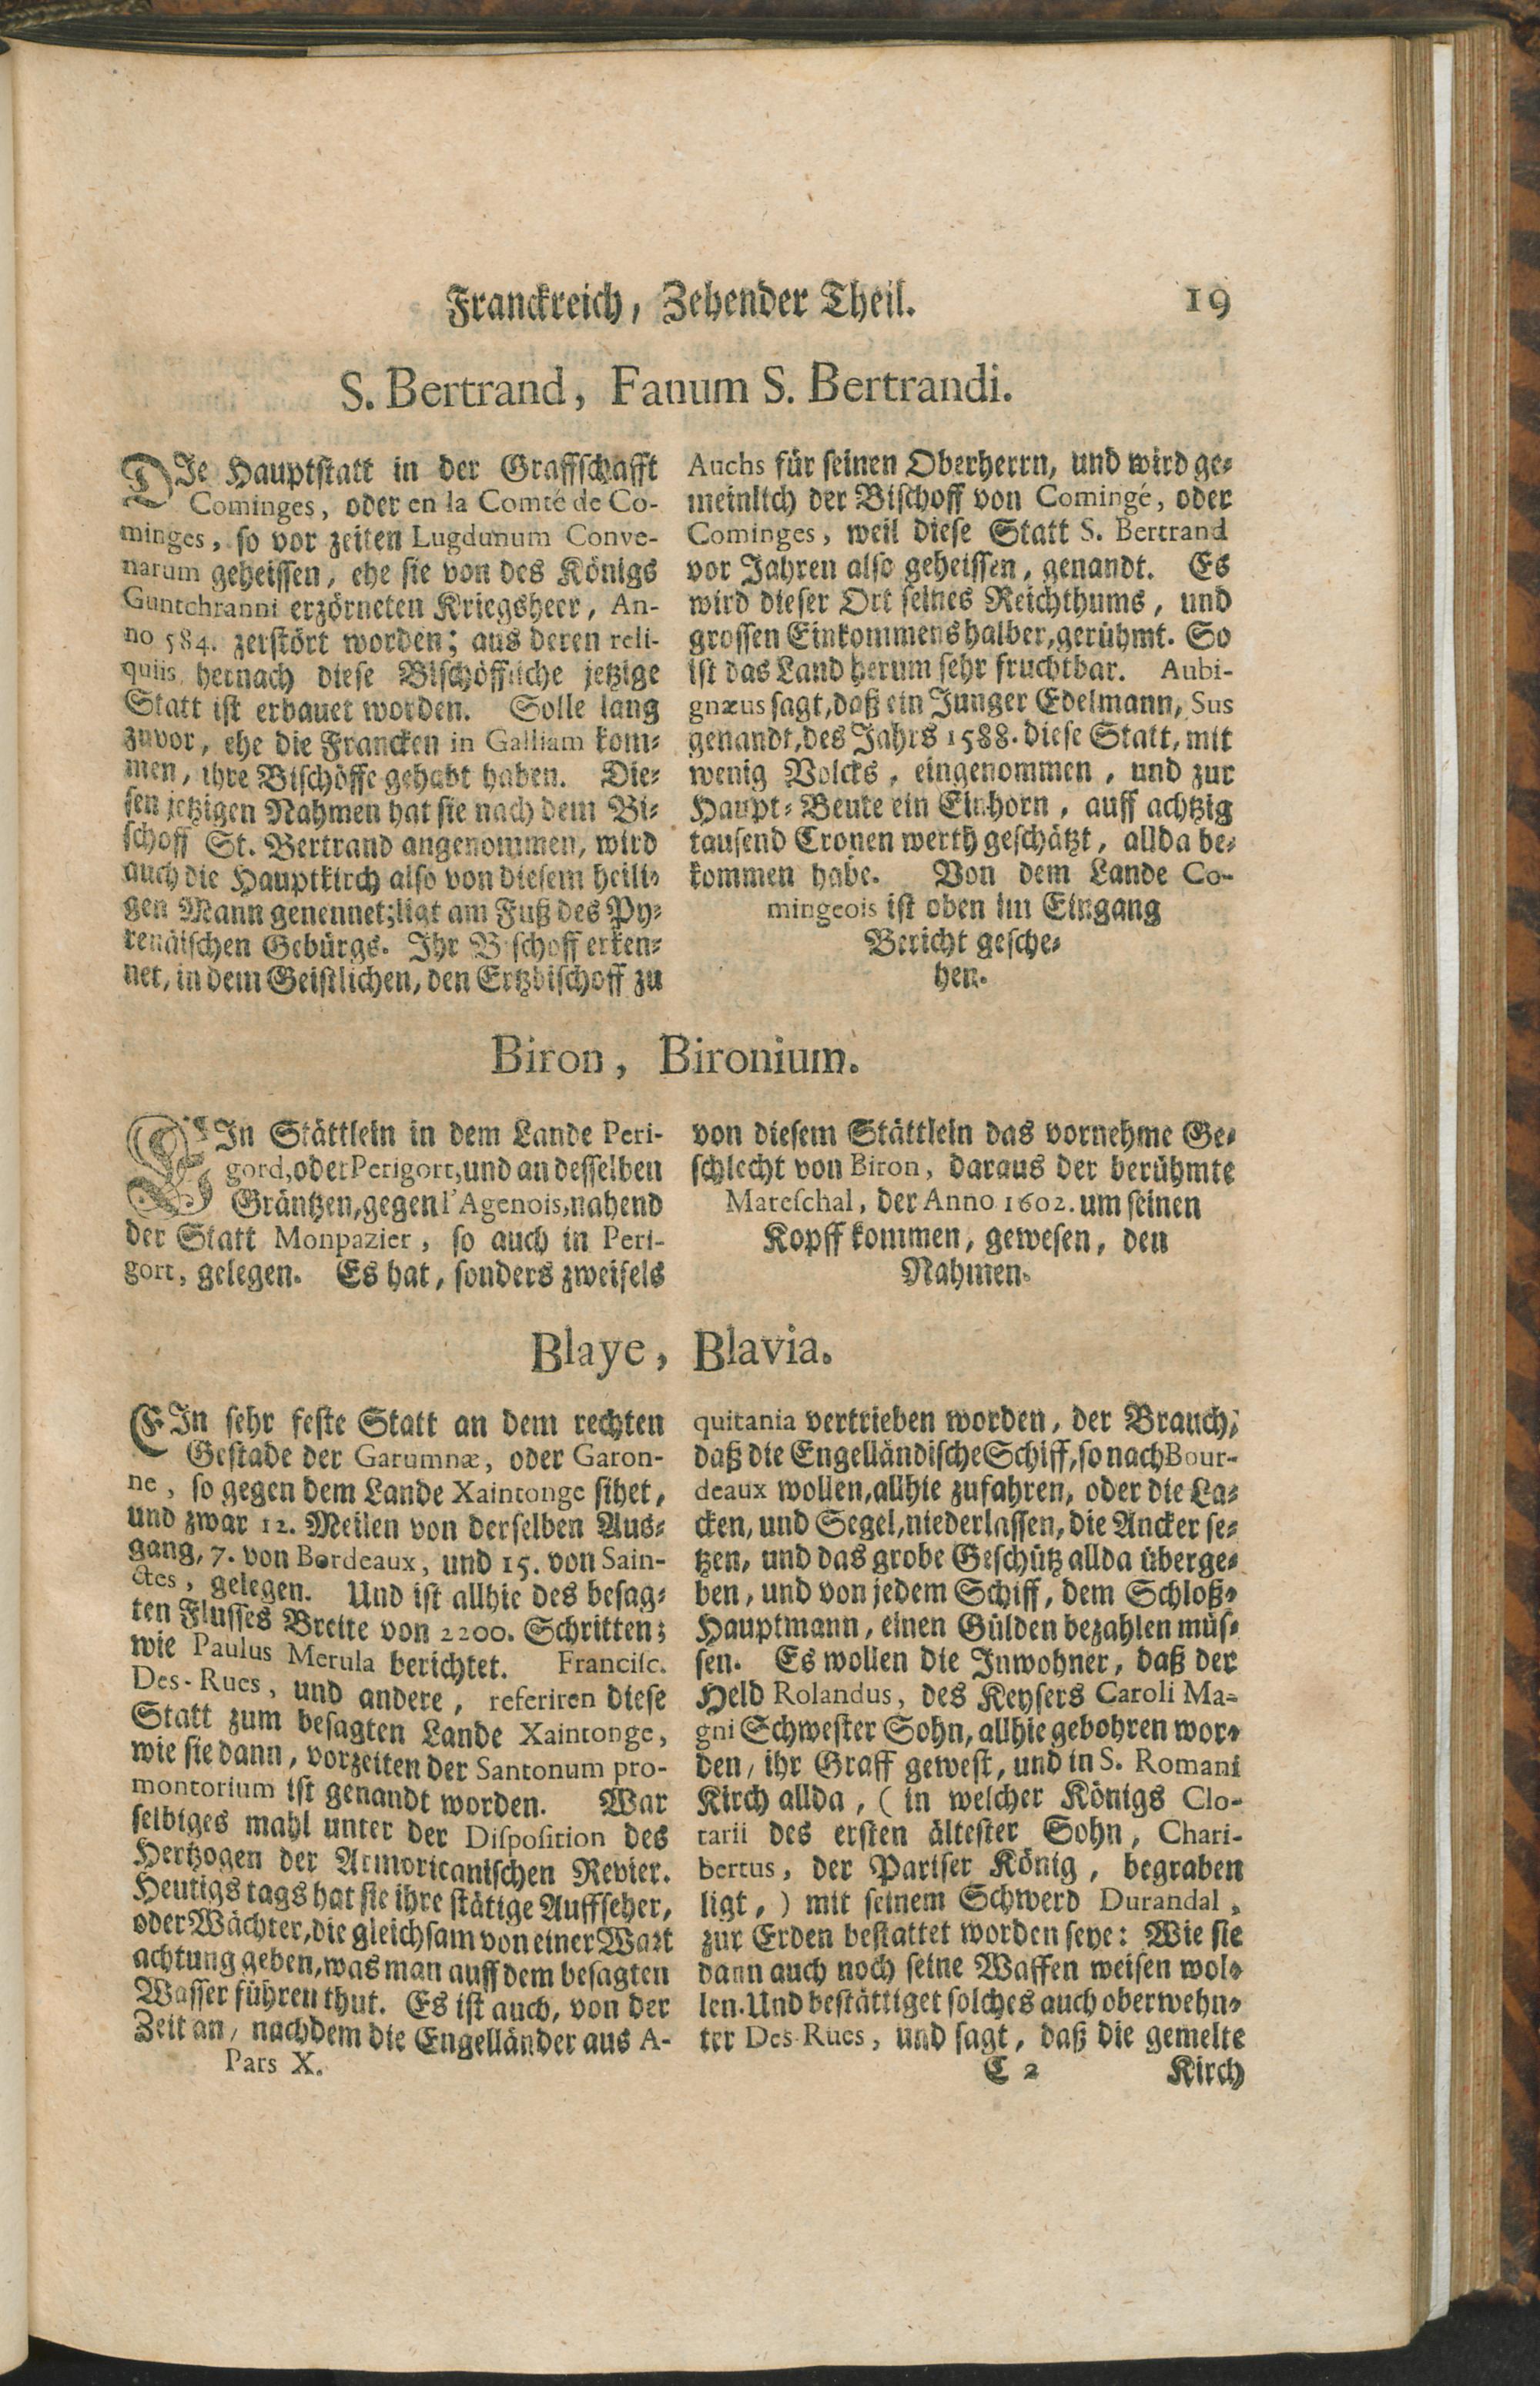 Franckreich, Zehender Theil. 19
S. Bertrand, Fanum S. Bertrandi.
DIe Hauptstatt in der Graffschafft
Cominges, oder en la Comté de Co-
minges, so vor zeiten Lugdunum Conve-
narum geheissen, ehe sie von des Königs
Guntchranni erzörneten Kriegsheer, An-
no 584. zerstört worden; aus deren reli-
quiis hernach diese Bischöffliche jetzige
Statt ist erbauet worden. Solle lang
zuvor, ehe die Francken in Galliam kom-
men, ihre Bischöffe gehabt haben. Die-
sen jetzigen Nahmen hat sie nach dem Bi-
schoff St. Bertrand angenommen, wird
auch die Hauptkirch also von diesem heili-
gen Mann genennet; ligt am Fuß des Py-
renäischen Gebürgs. Ihr Bischoff erken-
net, in dem Geistlichen, den Ertzbischoff zu
Auchs für seinen Oberherrn, und wird ge-
meinlich der Bischoff von Comingé, oder
Cominges, weil diese Statt S. Bertrand
vor Jahren also geheissen, genandt. Es
wird dieser Ort seines Reichthums, und
grossen Einkommens halber, gerühmt. So
ist das Land herum sehr fruchtbar. Aubi-
gnæus sagt, daß ein Junger Edelmann, Sus
genandt, des Jahrs 1588. diese Statt, mit
wenig Volcks, eingenommen, und zur
Haupt-Beute ein Einhorn, auff achtzig
tausend Cronen werth geschätzt, allda be-
kommen habe. Von dem Lande Co-
mingeois ist oben im Eingang
Bericht gesche-
hen.
Biron, Bironium.
EIn Stättlein in dem Lande Peri-
gord, oder Perigort, und an desselben
Gräntzen, gegen l'Agenois, nahend
der Statt Monpazier, so auch in Peri-
gort, gelegen. Es hat, sonders zweifels
von diesem Stättlein das vornehme Ge-
schlecht von Biron, daraus der berühmte
Mareschal, der Anno 1602. um seinen
Kopff kommen, gewesen, den
Nahmen.
Blaye, Blavia.
EIn sehr feste Statt an dem rechten
Gestade der Garumnæ, oder Garon-
ne, so gegen dem Lande Xaintonge sihet,
und zwar 12. Meilen von derselben Aus-
gang, 7. von Bordeaux, und 15. von Sain-
ctes, gelegen. Und ist allhie des besag-
ten Flusses Breite von 2200. Schritten;
wie Paulus Merula berichtet. Francisc.
Des-Rues, und andere, referiren diese
Statt zum besagten Lande Xaintonge,
wie sie dann, vorzeiten der Santonum pro-
montorium ist genandt worden. War
selbiges mahl unter der Disposition des
Hertzogen der Armoricanischen Revier.
Heutigs tags hat sie ihre stätige Auffseher,
oder Wächter, die gleichsam von einer Wart
achtung geben, was man auff dem besagten
Wasser führen thut. Es ist auch, von der
Zeit an, nachdem die Engelländer aus A-
Pars X.
quitania vertrieben worden, der Brauch,
daß die Engelländische Schiff, so nach Bour-
deaux wollen, allhie zufahren, oder die La-
cken, und Segel, niederlassen, die Ancker se-
tzen, und das grobe Geschütz allda überge-
ben, und von jedem Schiff, dem Schloß-
Hauptmann, einen Gülden bezahlen müs-
sen. Es wollen die Inwohner, daß der
Held Rolandus, des Keysers Caroli Ma-
gni Schwester Sohn, allhie gebohren wor-
den, ihr Graff gewest, und in S. Romani
Kirch allda, (in welcher Königs Clo-
tarii des ersten ältester Sohn, Chari-
bertus, der Pariser König, begraben
ligt,) mit seinem Schwerd Durandal,
zur Erden bestattet worden seye: Wie sie
dann auch noch seine Waffen weisen wol-
len. Und bestättiget solches auch oberwehn-
ter Des-Rues, und sagt, daß die gemelte
C 2 Kirch